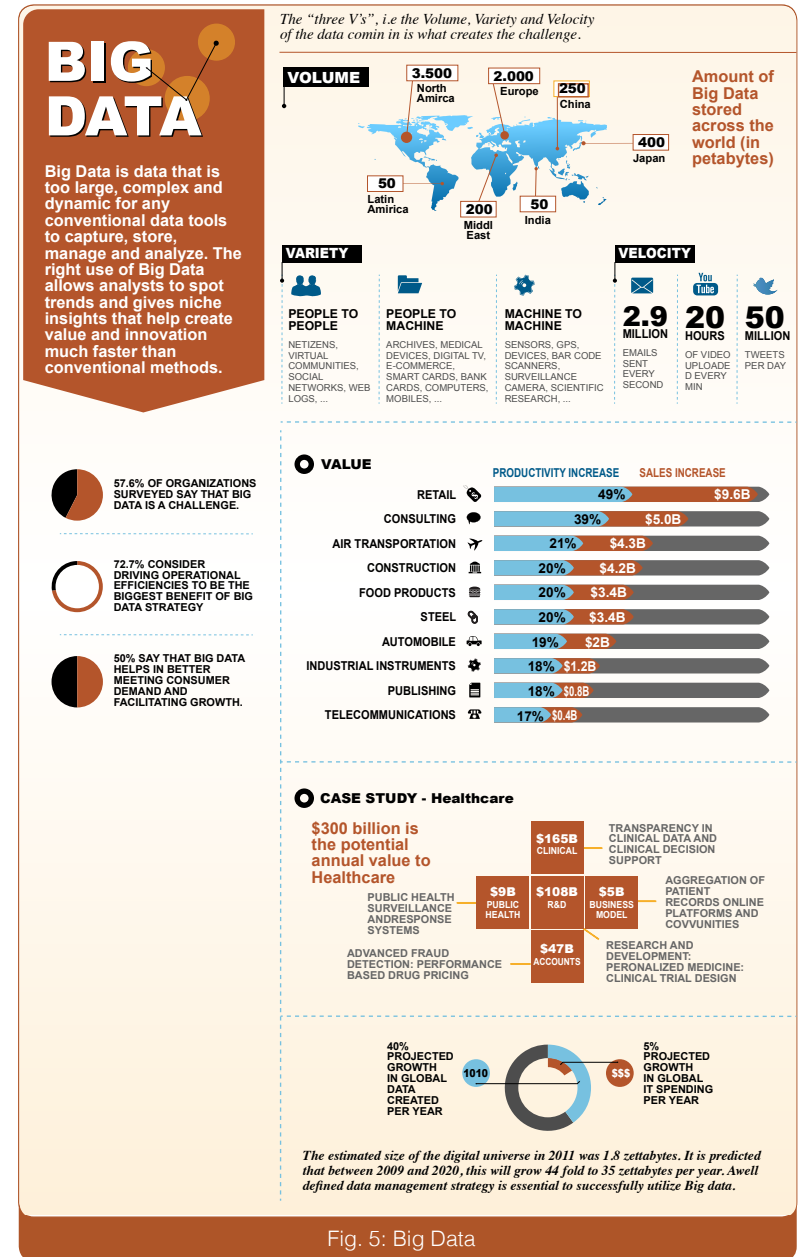 BIG
DATA
Big Data is data that is
too large, complex and
dynamic for any
conventional data tools
to capture, store,
manage and analyze. The
right use of Big Data
allows analysts to spot
trends and gives niche
insights that help create
value and innovation
much faster than
conventional methods.
The “three V's”, i.e the Volume, Variety and Velocity
of the data comin in is what creates the challenge.
VOLUME
3.500
North
Amirca
2.000
Europe
250
China
400
Japan
50
Latin
Amirica
200
Middl
East
50
India
Amount of
Big Data
stored
across the
world (in
petabytes)
VARIETY
PEOPLE TO
PEOPLE
NETIZENS,
VIRTUAL
COMMUNITIES,
SOCIAL
NETWORKS, WEB
LOGS, ...
PEOPLE TO
MACHINE
ARCHIVES, MEDICAL
DEVICES, DIGITAL TV,
E-COMMERCE,
SMART CARDS, BANK
CARDS, COMPUTERS,
MOBILES, ...
MACHINE TO
MACHINE
SENSORS, GPS,
DEVICES, BAR CODE
SCANNERS,
SURVEILLANCE
CAMERA, SCIENTIFIC
RESEARCH, ...
VELOCITY
2.9
MILLION
EMAILS
SENT
EVERY
SECOND
You
Tube
20
HOURS
OF VIDEO
UPLOADE
D EVERY
MIN
50
MILLION
TWEETS
PER DAY
57.6% OF ORGANIZATIONS
SURVEYED SAY THAT BIG
DATA IS A CHALLENGE.
72.7% CONSIDER
DRIVING OPERATIONAL
EFFICIENCIES TO BE THE
BIGGEST BENEFIT OF BIG
DATA STRATEGY
50% SAY THAT BIG DATA
HELPS IN BETTER
MEETING CONSUMER
DEMAND AND
FACILITATING GROWTH.
VALUE
PRODUCTIVITY INCREASE SALES INCREASE
RETAIL 49% $9.6B
CONSULTING 39% $5.0B
AIR TRANSPORTATION 21% $4.3B
CONSTRUCTION 20% $4.2B
FOOD PRODUCTS 20% $3.4B
STEEL 20% $3.4B
AUTOMOBILE 19% $2B
INDUSTRIAL INSTRUMENTS 18% $1.2B
PUBLISHING 18% $0.8B
TELECOMMUNICATIONS 17% $0.4B
CASE STUDY - Healthcare
$300 billion is
the potential
annual value to
Healthcare
$165B
CLINICAL
TRANSPARENCY IN
CLINICAL DATA AND
CLINICAL DECISION
SUPPORT
PUBLIC HEALTH
SURVEILLANCE
ANDRESPONSE
SYSTEMS
$9B
PUBLIC
HEALTH
$108B
R&D
$5B
BUSINESS
MODEL
AGGREGATION OF
PATIENT
RECORDS ONLINE
PLATFORMS AND
COVVUNITIES
ADVANCED FRAUD
DETECTION: PERFORMANCE
BASED DRUG PRICING
$47B
ACCOUNTS
RESEARCH AND
DEVELOPMENT:
PERONALIZED MEDICINE:
CLINICAL TRIAL DESIGN
40%
PROJECTED
GROWTH
IN GLOBAL
DATA
CREATED
PER YEAR
1010
$$$
5%
PROJECTED
GROWTH
IN GLOBAL
IT SPENDING
PER YEAR
The estimated size of the digital universe in 2011 was 1.8 zettabytes. It is predicted
that between 2009 and 2020, this will grow 44 fold to 35 zettabytes per year. Awell
defined data management strategy is essential to successfully utilize Big data.
Fig. 5: Big Data